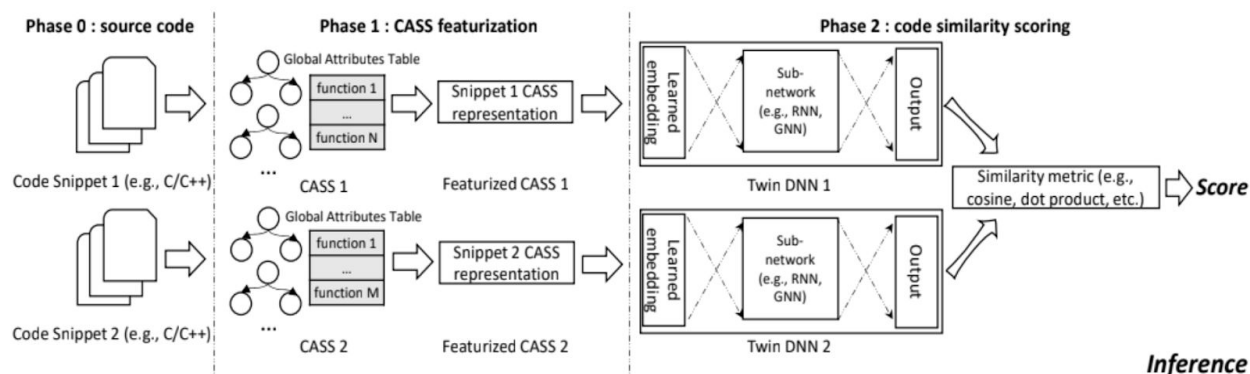 Phase 0 : source code
Phase 1 : CASS featurization
Phase 2 : code similarity scoring
Code Snippet 1 (e.g., C/C++)
Global Attributes Table
function 1
...
function N
...
CASS 1
Snippet 1 CASS
representation
Featurized CASS 1
Learned
embedding
Sub-
network
(e.g., RNN,
GNN)
Output
Twin DNN 1
Code Snippet 2 (e.g., C/C++)
Global Attributes Table
function 1
...
function M
...
CASS 2
Snippet 2 CASS
representation
Featurized CASS 2
Learned
embedding
Sub-
network
(e.g., RNN,
GNN)
Output
Twin DNN 2
Similarity metric (e.g.,
cosine, dot product, etc.)
Score
Inference